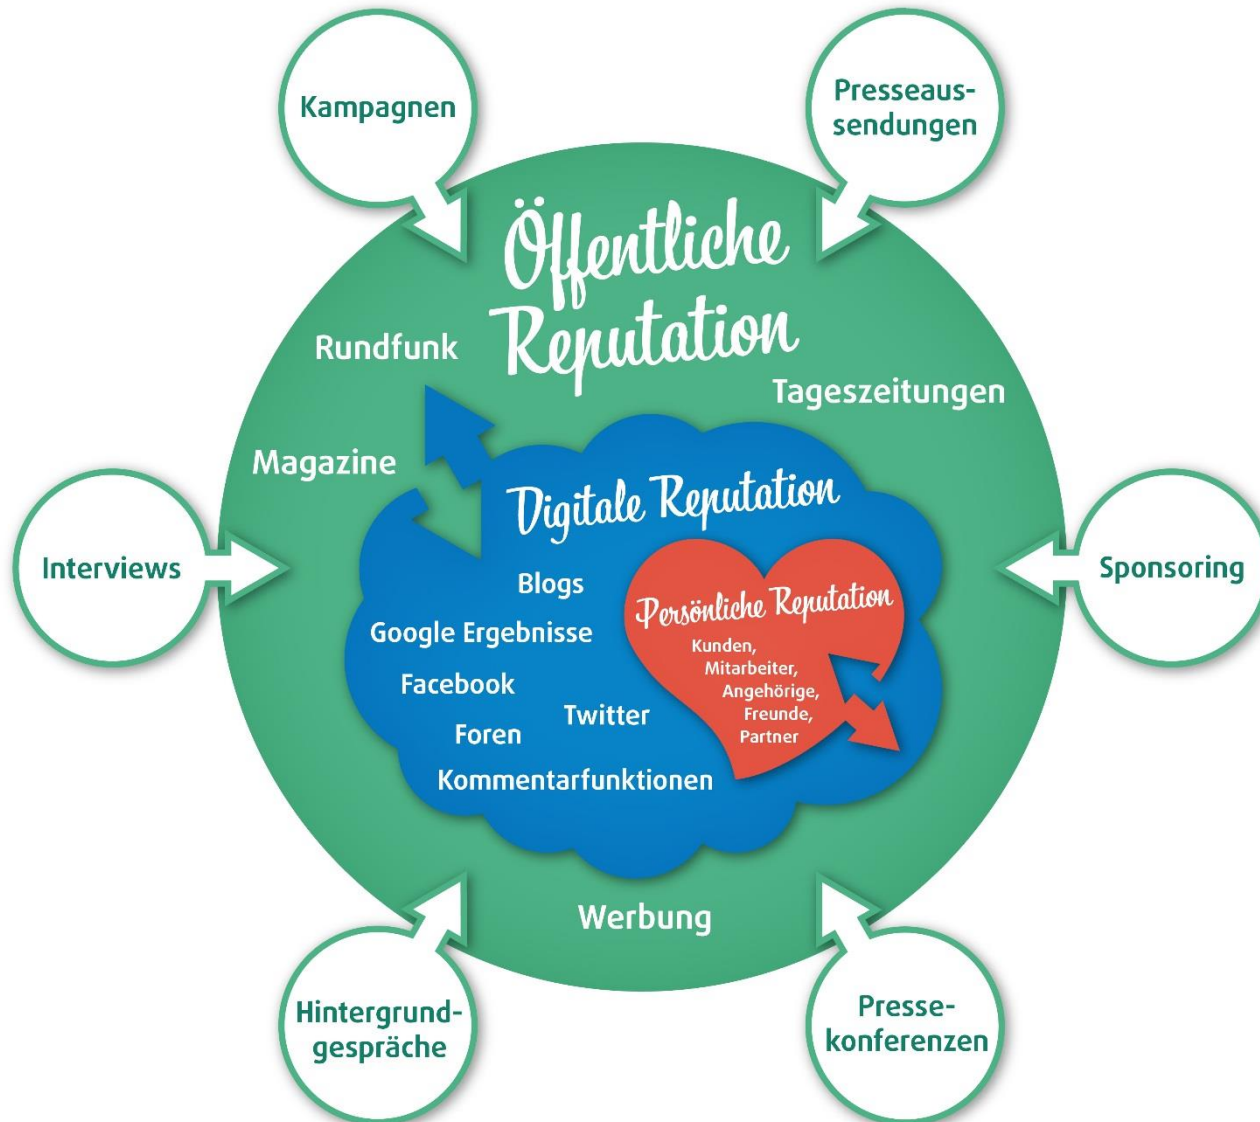 Kampagnen
Presseaus-
sendungen
Öffentliche
Reputation
Rundfunk
Tageszeitungen
Magazine
Digitale Reputation
Interviews
Sponsoring
Blogs
Persönliche Reputation
Google Ergebnisse
Kunden,
Mitarbeiter,
Angehörige,
Freunde,
Partner
Facebook
Twitter
Foren
Kommentarfunktionen
Werbung
Hintergrund-
gespräche
Presse-
konferenzen